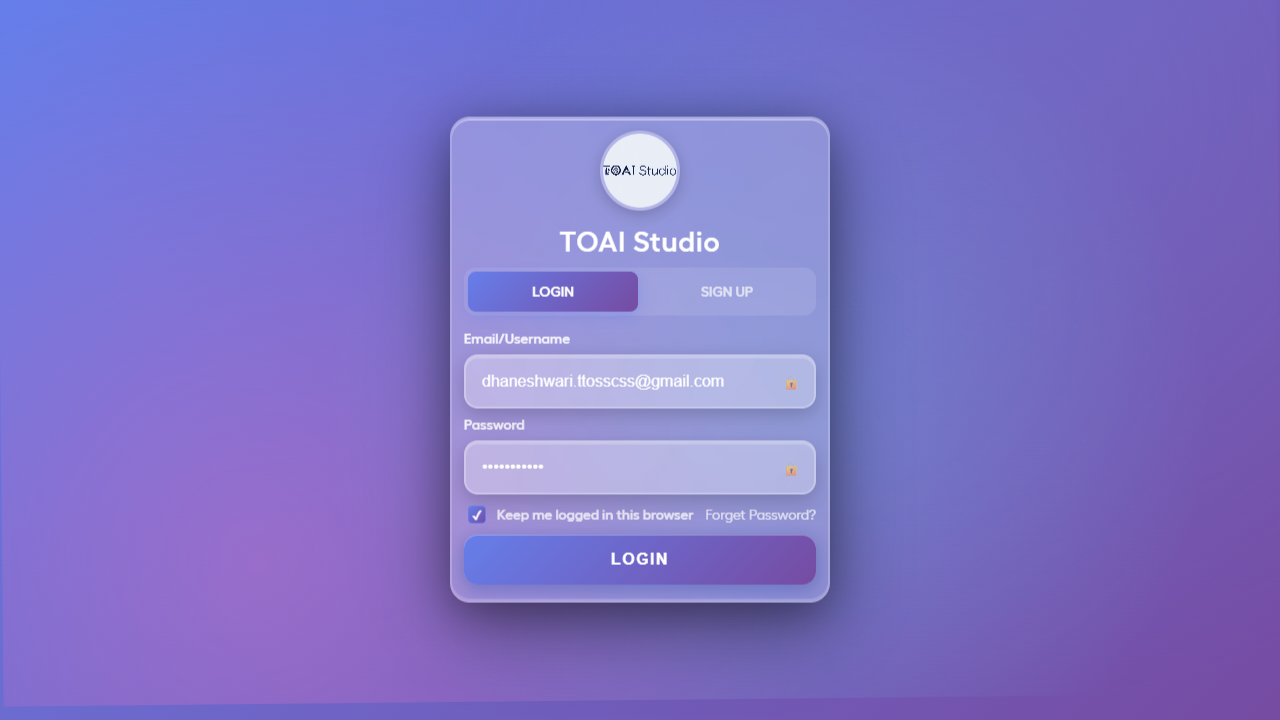 TOAI Studio
TOAI Studio
LOGIN
SIGN UP
Email/Username
dhaneshwari.ttosscss@gmail.com
Password
•••••••••••
Keep me logged in this browser Forget Password?
LOGIN